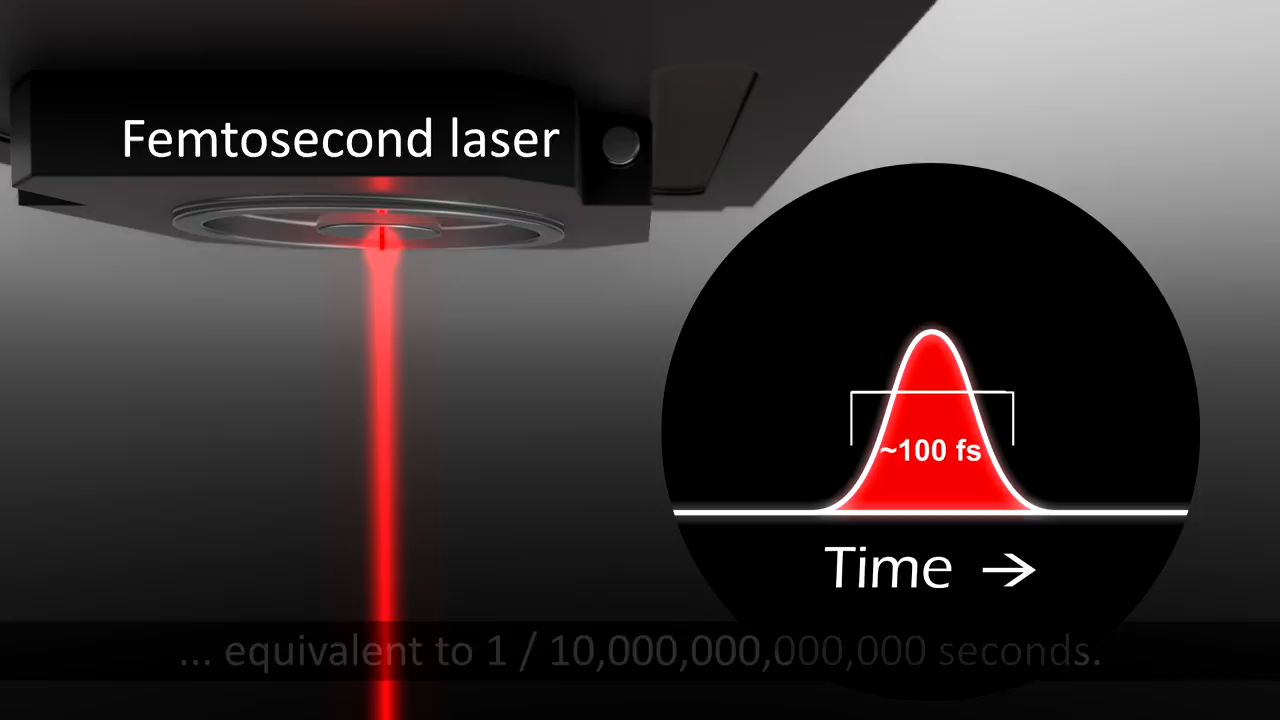 Femtosecond laser
~100 fs
Time →
... equivalent to 1 / 10,000,000,000,000 seconds.